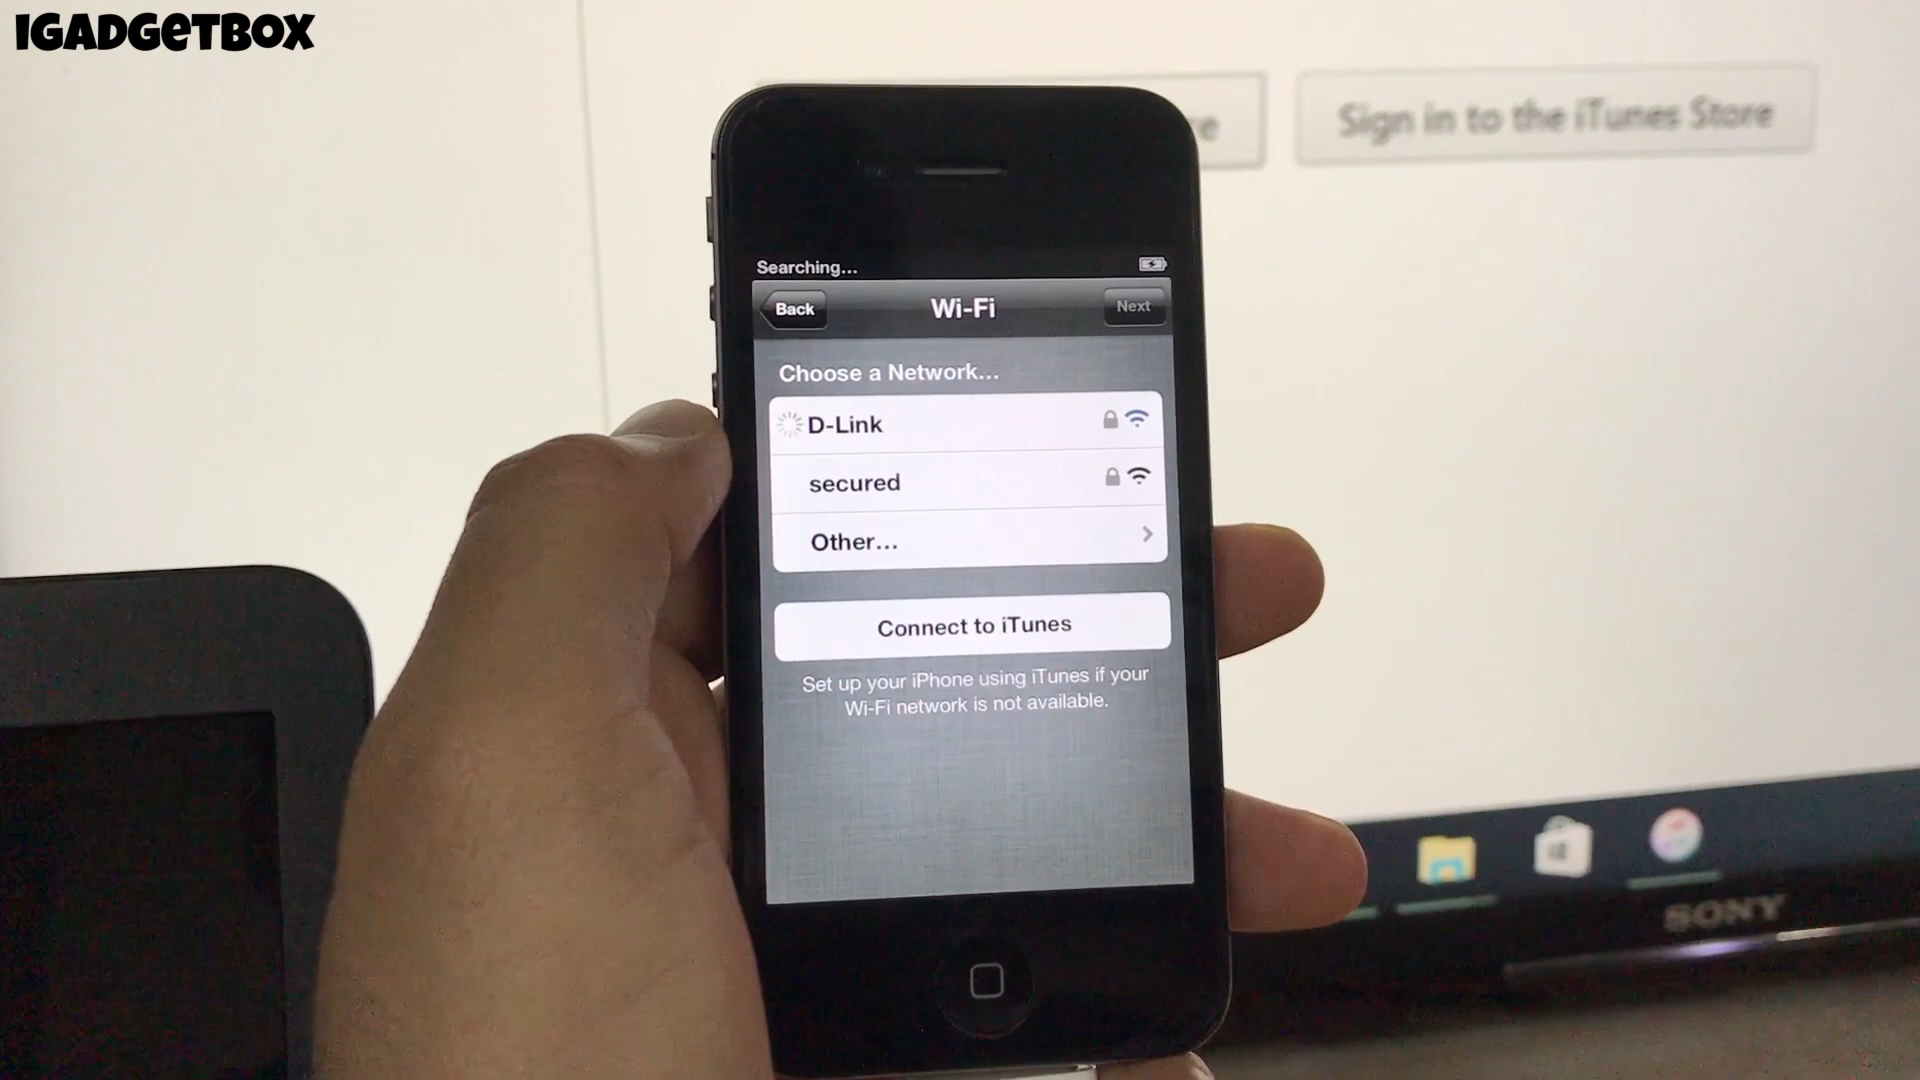 IGADGETBOX
e
Sign in to the iTunes Store
Searching...
Back
Wi-Fi
Next
Choose a Network...
D-Link
secured
Other...
Connect to iTunes
Set up your iPhone using iTunes if your
Wi-Fi network is not available.
SONY